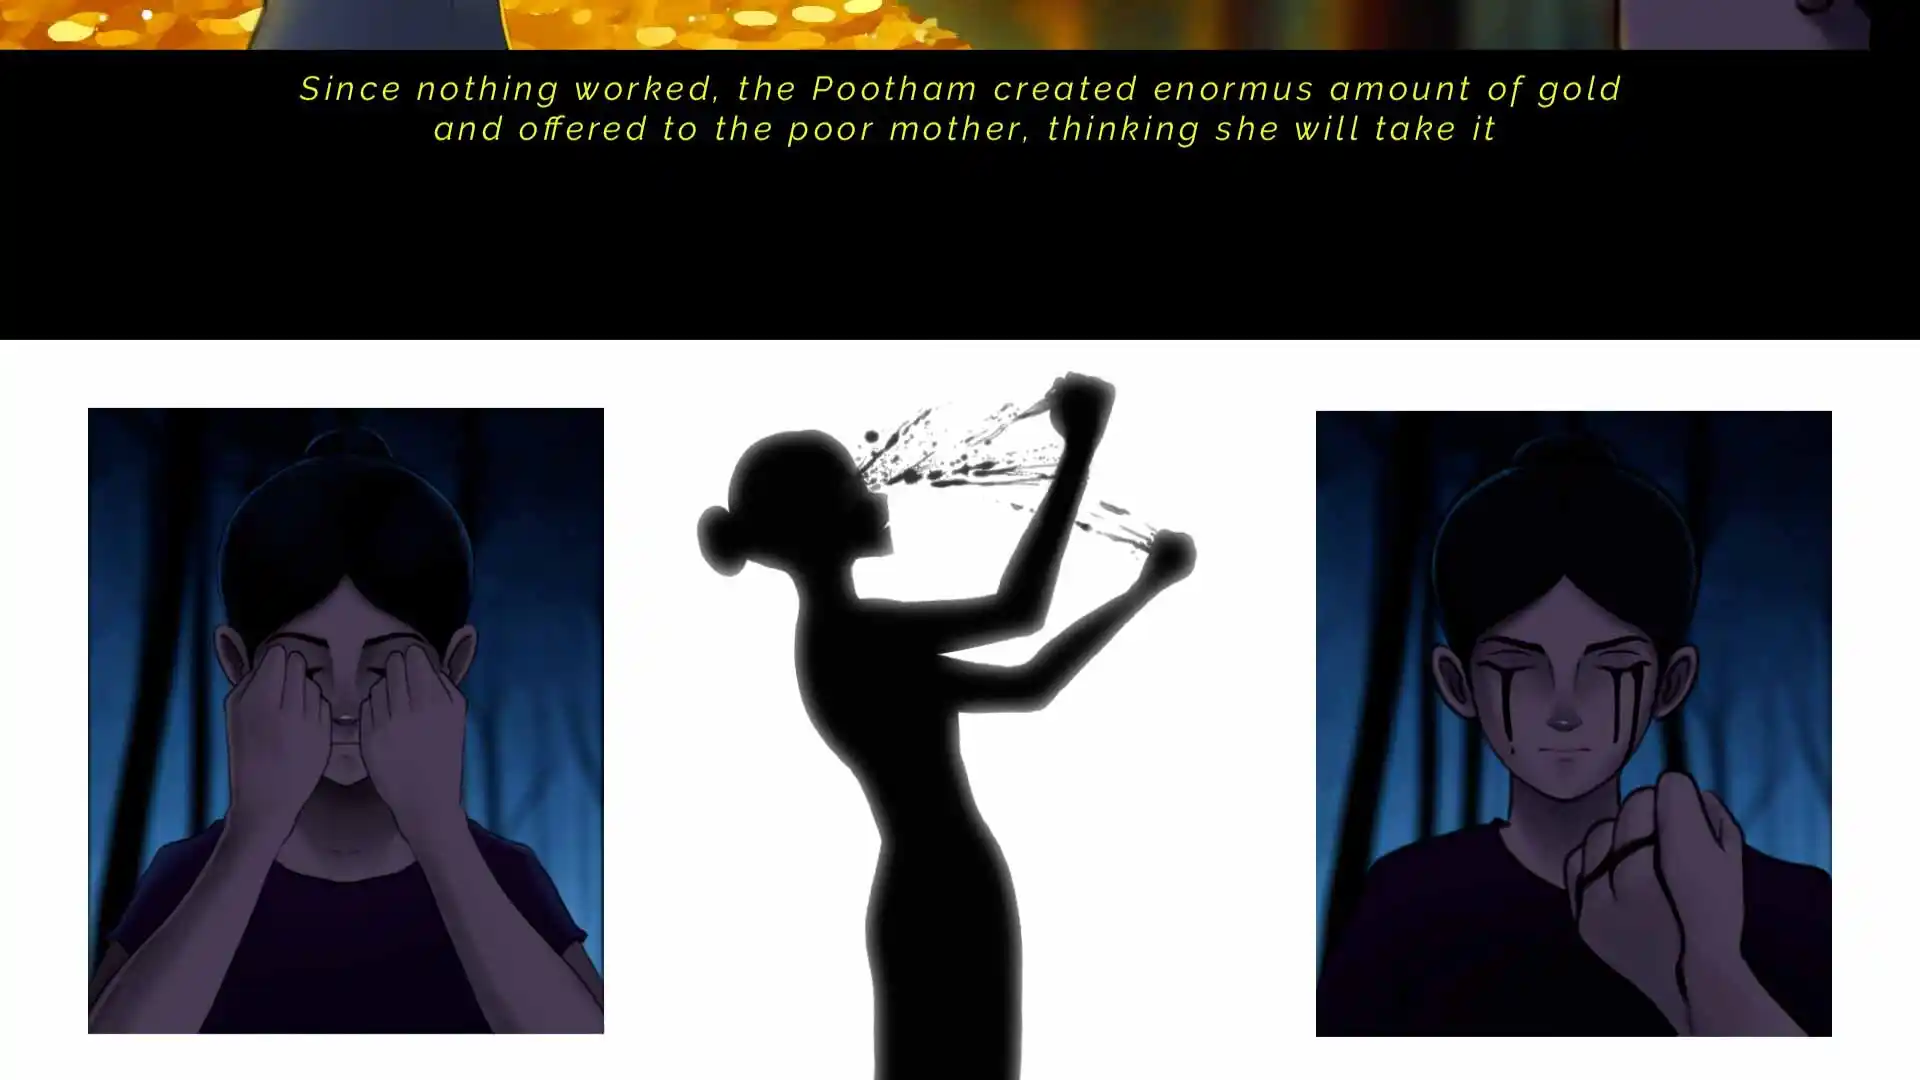 Since nothing worked, the Pootham created enormus amount of gold
and offered to the poor mother, thinking she will take it